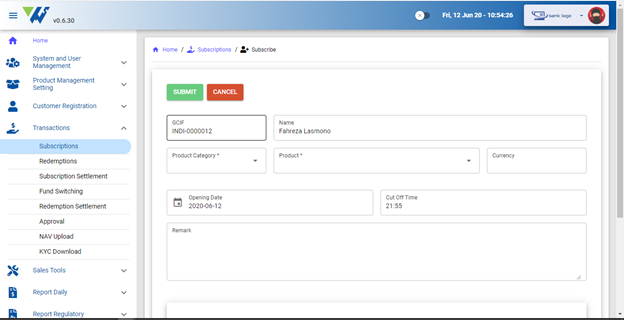 v0.6.30
Fri, 12 Jun 20 - 10:54:26
bank logo
Home
System and User
Management
Product Management
Setting
Customer Registration
Transactions
Subscriptions
Redemptions
Subscription Settlement
Fund Switching
Redemption Settlement
Approval
NAV Upload
KYC Download
Sales Tools
Report Daily
Report Regulatory
Home / Subscriptions / Subscribe
SUBMIT CANCEL
GCIF
INDI-0000012
Name
Fahreza Lasmono
Product Category *
Product *
Currency
Opening Date
2020-06-12
Cut Off Time
21:55
Remark